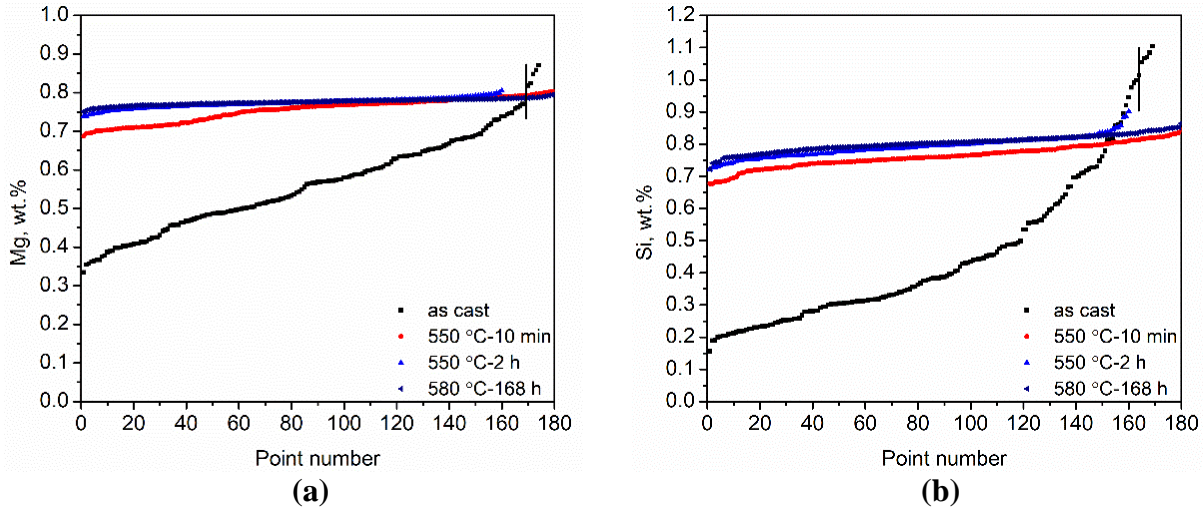 1.0
0.9
0.8
0.7
0.6
0.5
0.4
0.3
0.2
0.1
0.0
Mg, wt.%
as cast
550 °C-10 min
550 °C-2 h
580 °C-168 h
0 20 40 60 80 100 120 140 160 180
Point number
(a)
1.2
1.1
1.0
0.9
0.8
0.7
0.6
0.5
0.4
0.3
0.2
0.1
0.0
Si, wt.%
as cast
550 °C-10 min
550 °C-2 h
580 °C-168 h
0 20 40 60 80 100 120 140 160 180
Point number
(b)